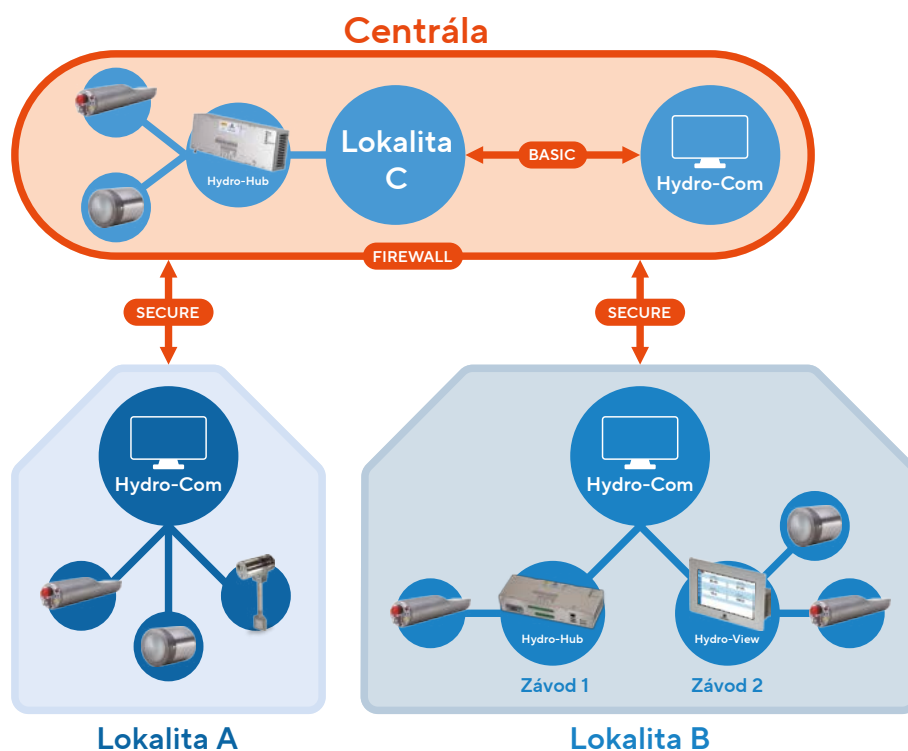 Centrála
Hydro-Hub
Lokalita
C
BASIC
Hydro-Com
FIREWALL
SECURE
SECURE
Hydro-Com
Hydro-Com
Hydro-Hub
Hydro-View
Závod 1
Závod 2
Lokalita A
Lokalita B